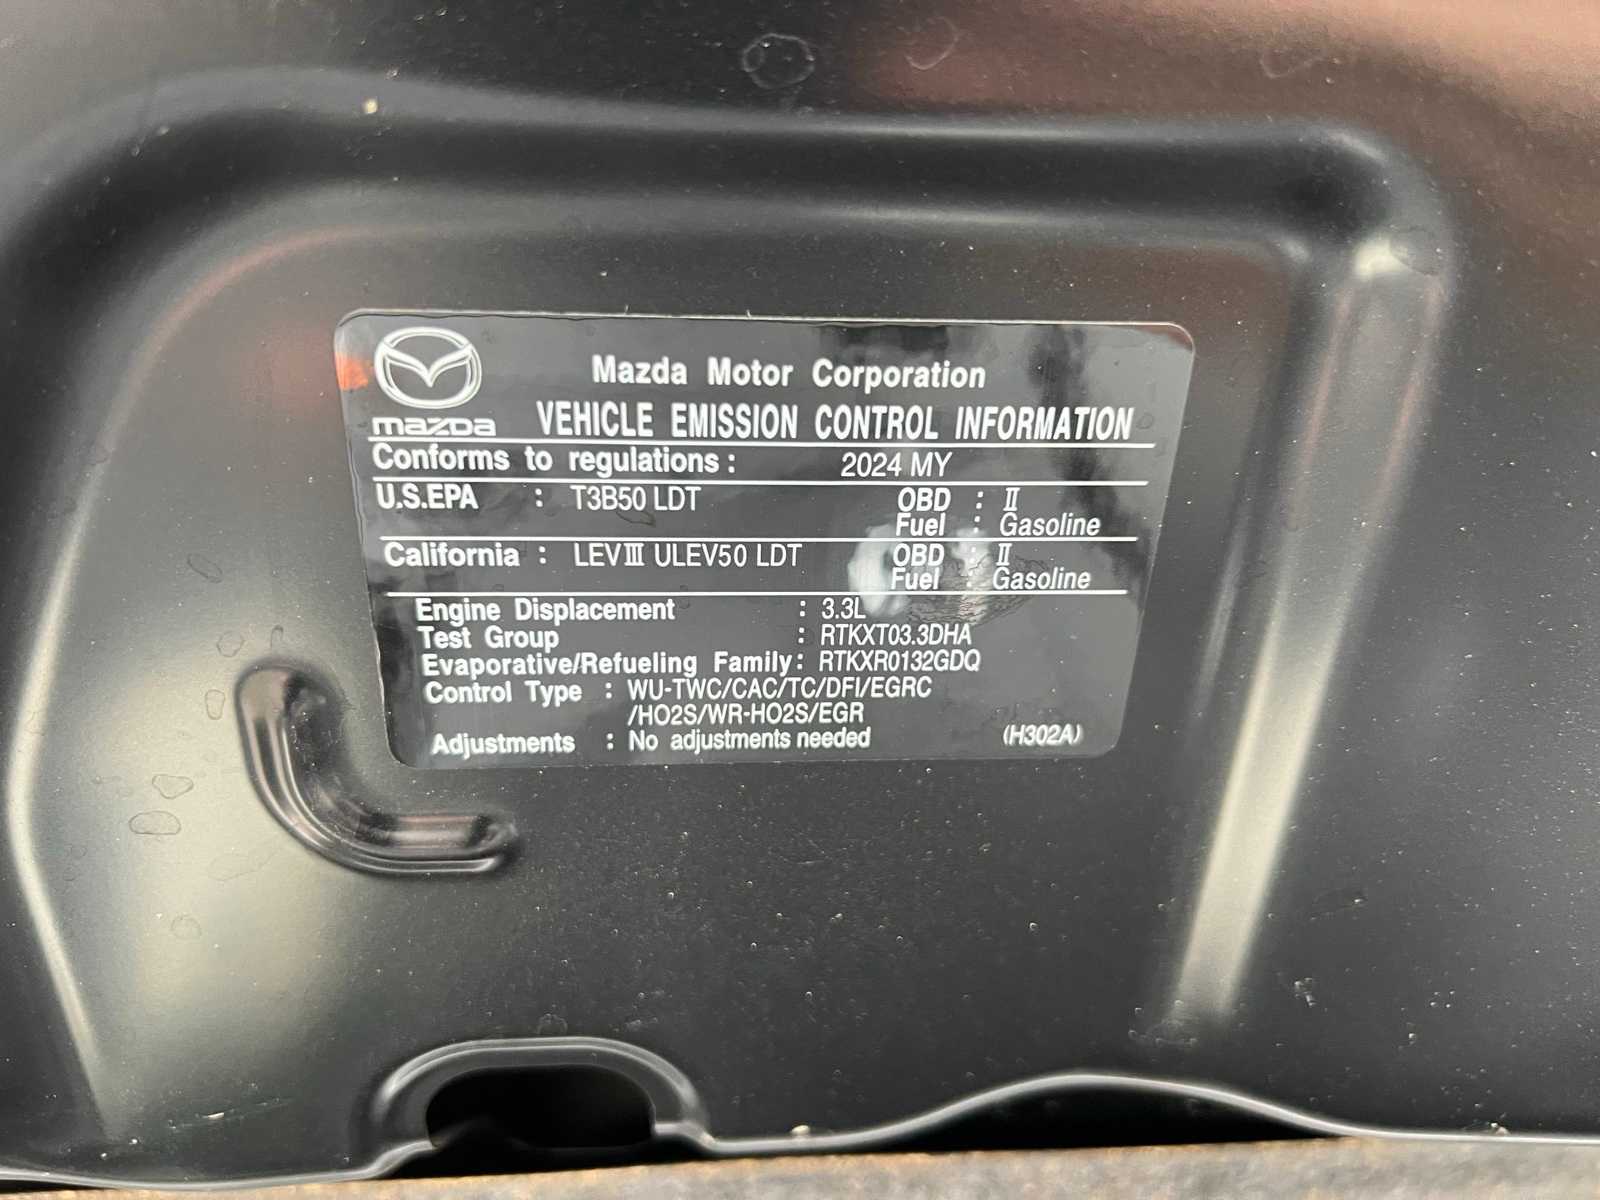 Mazda Motor Corporation
mazda VEHICLE EMISSION CONTROL INFORMATION
Conforms to regulations : 2024 MY
U.S.EPA : T3B50 LDT OBD : II
Fuel : Gasoline
California : LEV III ULEV50 LDT OBD : II
Fuel : Gasoline
Engine Displacement : 3.3L
Test Group : RTKXT03.3DHA
Evaporative/Refueling Family : RTKXR0132GDQ
Control Type : WU-TWC/CAC/TC/DFI/EGRC
/HO2S/WR-HO2S/EGR
Adjustments : No adjustments needed (H302A)